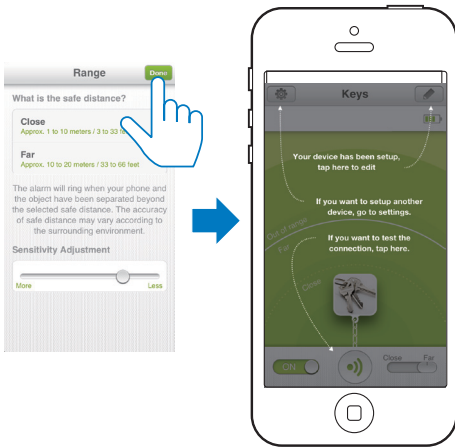 Range
Done
What is the safe distance?
Close
Approx. 1 to 10 meters / 3 to 33
Far
Approx. 10 to 20 meters / 33 to 66 feet
The alarm will ring when your phone and
the object have been separated beyond
the selected safe distance. The accuracy
of safe distance may vary according to
the surrounding environment.
Sensitivity Adjustment
More
Less
Keys
Your device has been setup,
tap here to edit
If you want to setup another
device, go to settings.
Out of range
Far
If you want to test the
connection, tap here.
Close
ON
Close
Far